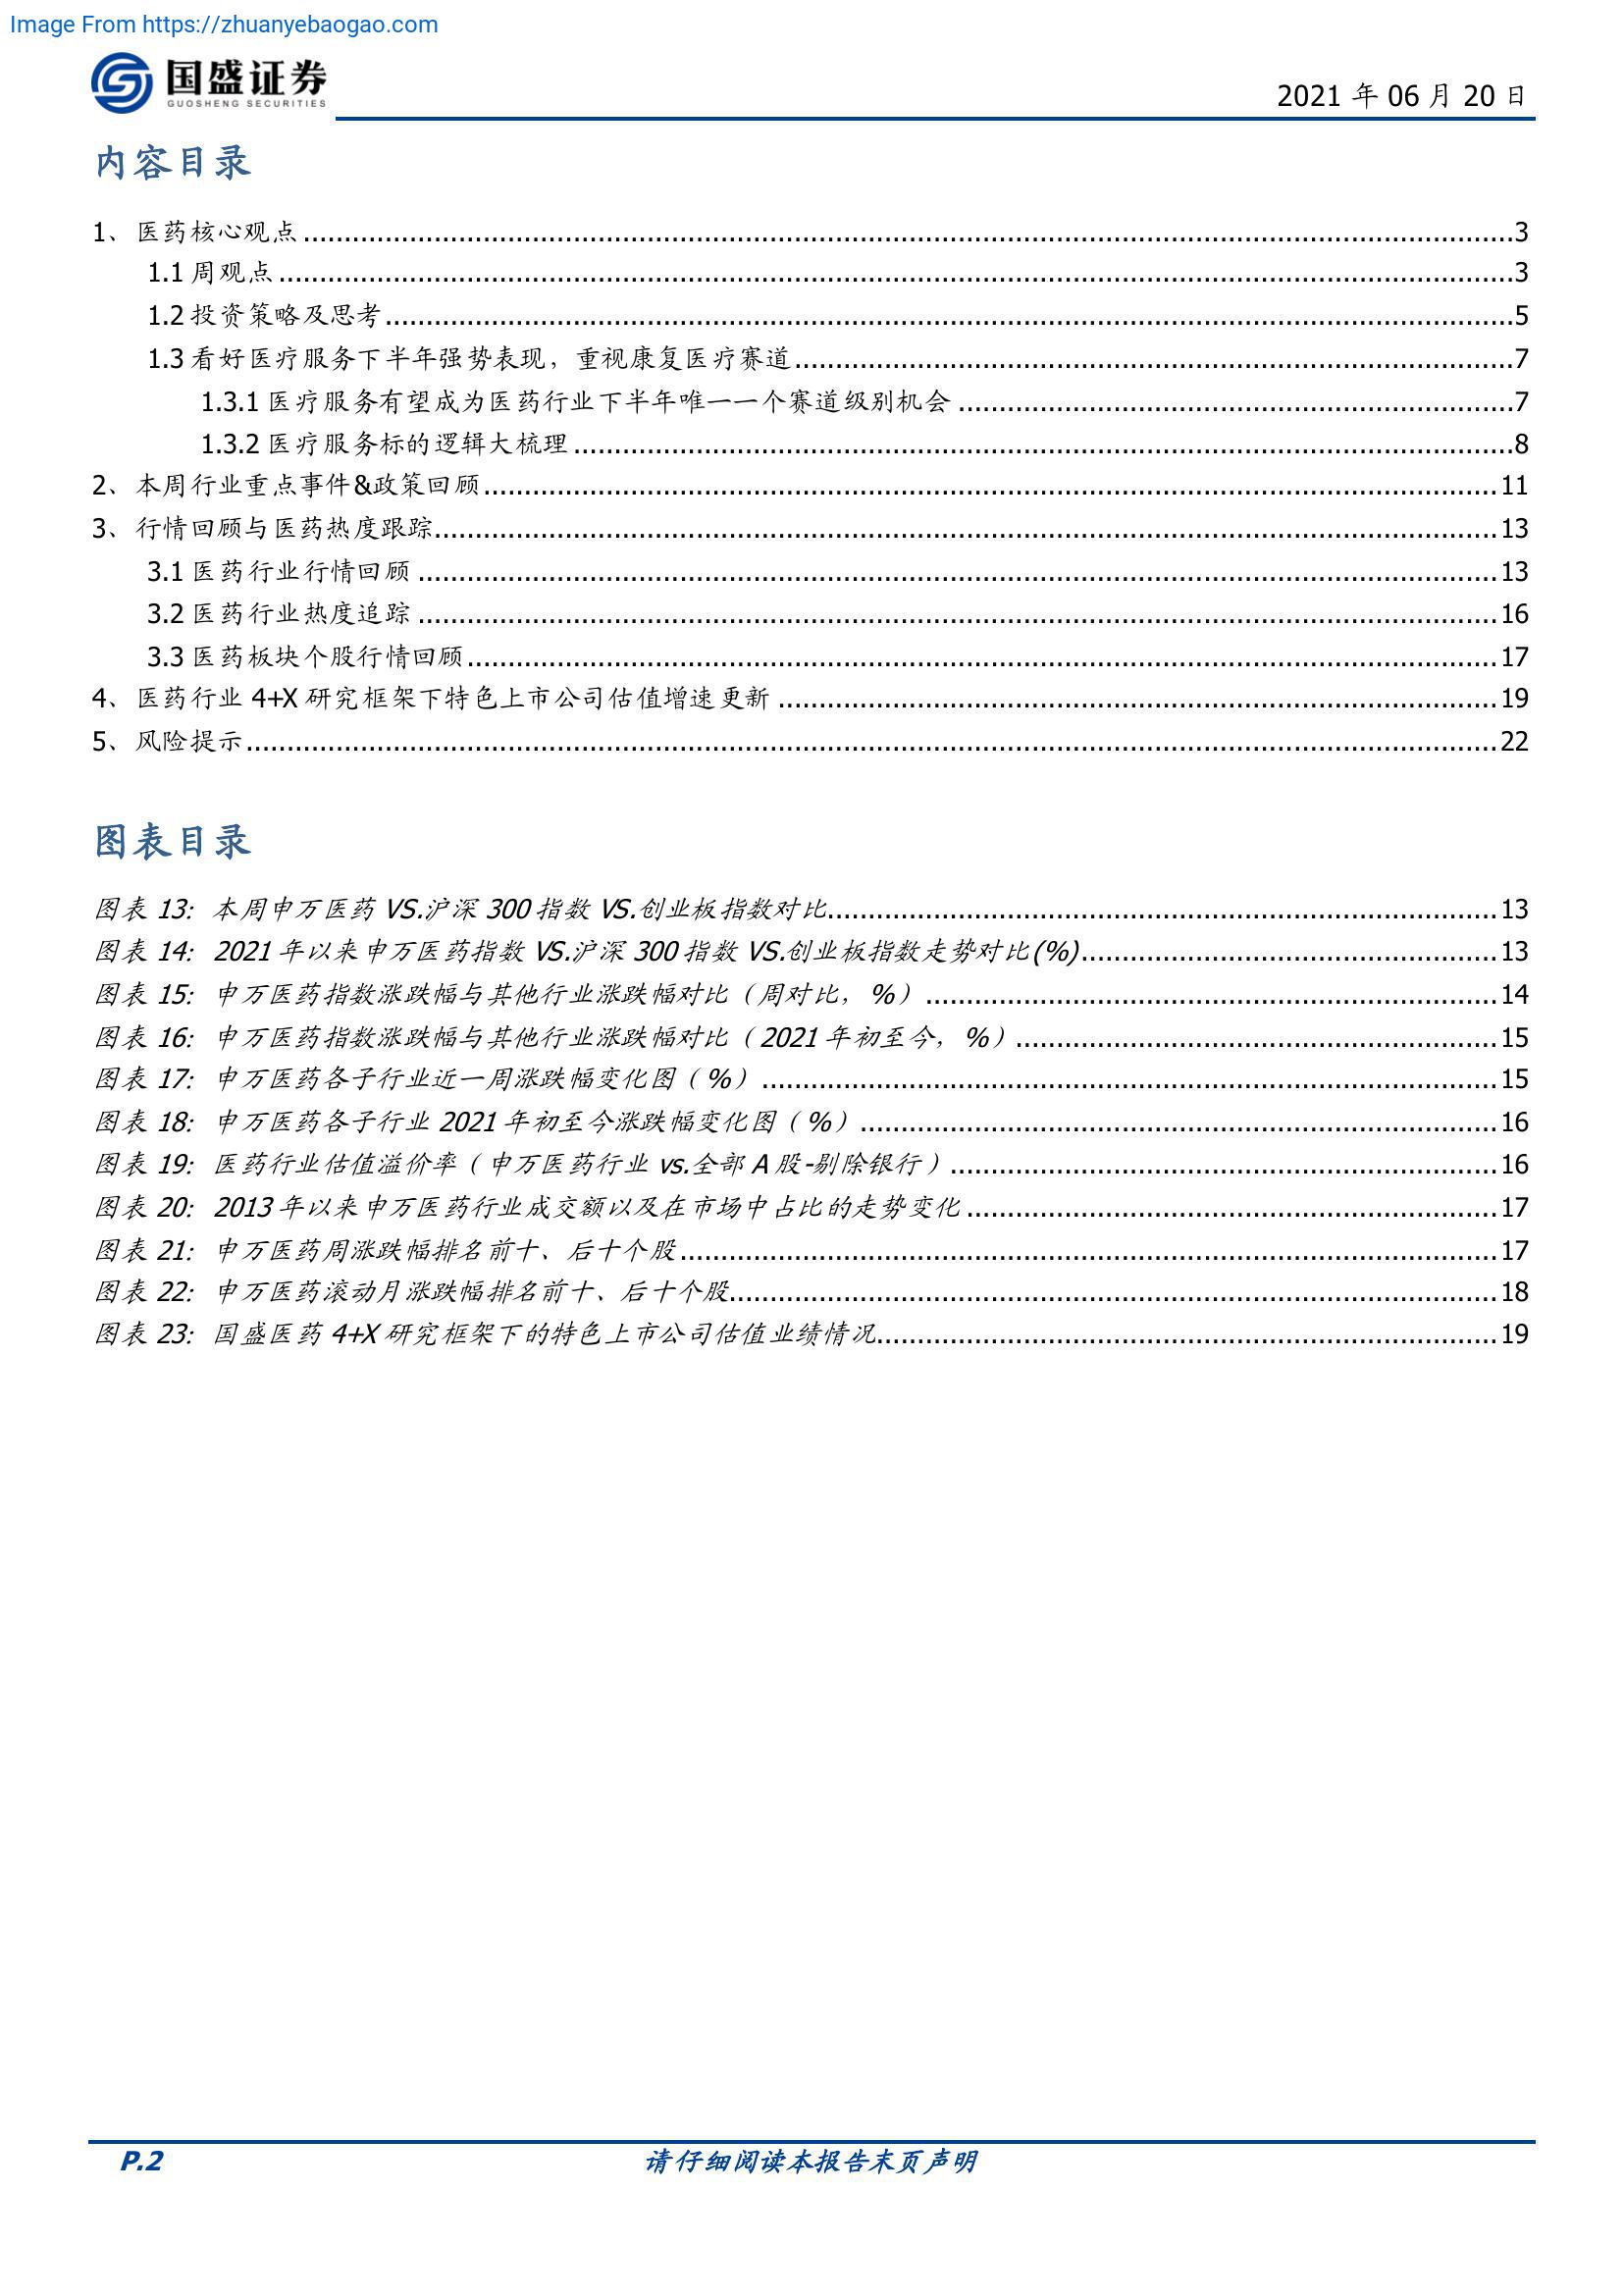 Image From https://zhuanyebaogao.com
国盛证券
GUOSHENG SECURITIES
2021 年 06 月 20 日
内容目录
1、医药核心观点 ........ 3
1.1 周观点 ........ 3
1.2 投资策略及思考 ........ 5
1.3 看好医疗服务下半年强势表现，重视康复医疗赛道 ........ 7
1.3.1 医疗服务有望成为医药行业下半年唯一一个赛道级别机会 ........ 7
1.3.2 医疗服务标的逻辑大梳理 ........ 8
2、本周行业重点事件&政策回顾 ........ 11
3、行情回顾与医药热度跟踪 ........ 13
3.1 医药行业行情回顾 ........ 13
3.2 医药行业热度追踪 ........ 16
3.3 医药板块个股行情回顾 ........ 17
4、医药行业 4+X 研究框架下特色上市公司估值增速更新 ........ 19
5、风险提示 ........ 22
图表目录
图表 13: 本周申万医药 VS.沪深 300 指数 VS.创业板指数对比 ........ 13
图表 14: 2021 年以来申万医药指数 VS.沪深 300 指数 VS.创业板指数走势对比(%) ........ 13
图表 15: 申万医药指数涨跌幅与其他行业涨跌幅对比（周对比，%） ........ 14
图表 16: 申万医药指数涨跌幅与其他行业涨跌幅对比（2021 年初至今，%） ........ 15
图表 17: 申万医药各子行业近一周涨跌幅变化图（%） ........ 15
图表 18: 申万医药各子行业 2021 年初至今涨跌幅变化图（%） ........ 16
图表 19: 医药行业估值溢价率（申万医药行业 vs.全部 A 股-剔除银行） ........ 16
图表 20: 2013 年以来申万医药行业成交额以及在市场中占比的走势变化 ........ 17
图表 21: 申万医药周涨跌幅排名前十、后十个股 ........ 17
图表 22: 申万医药滚动月涨跌幅排名前十、后十个股 ........ 18
图表 23: 国盛医药 4+X 研究框架下的特色上市公司估值业绩情况 ........ 19
P.2
请仔细阅读本报告末页声明